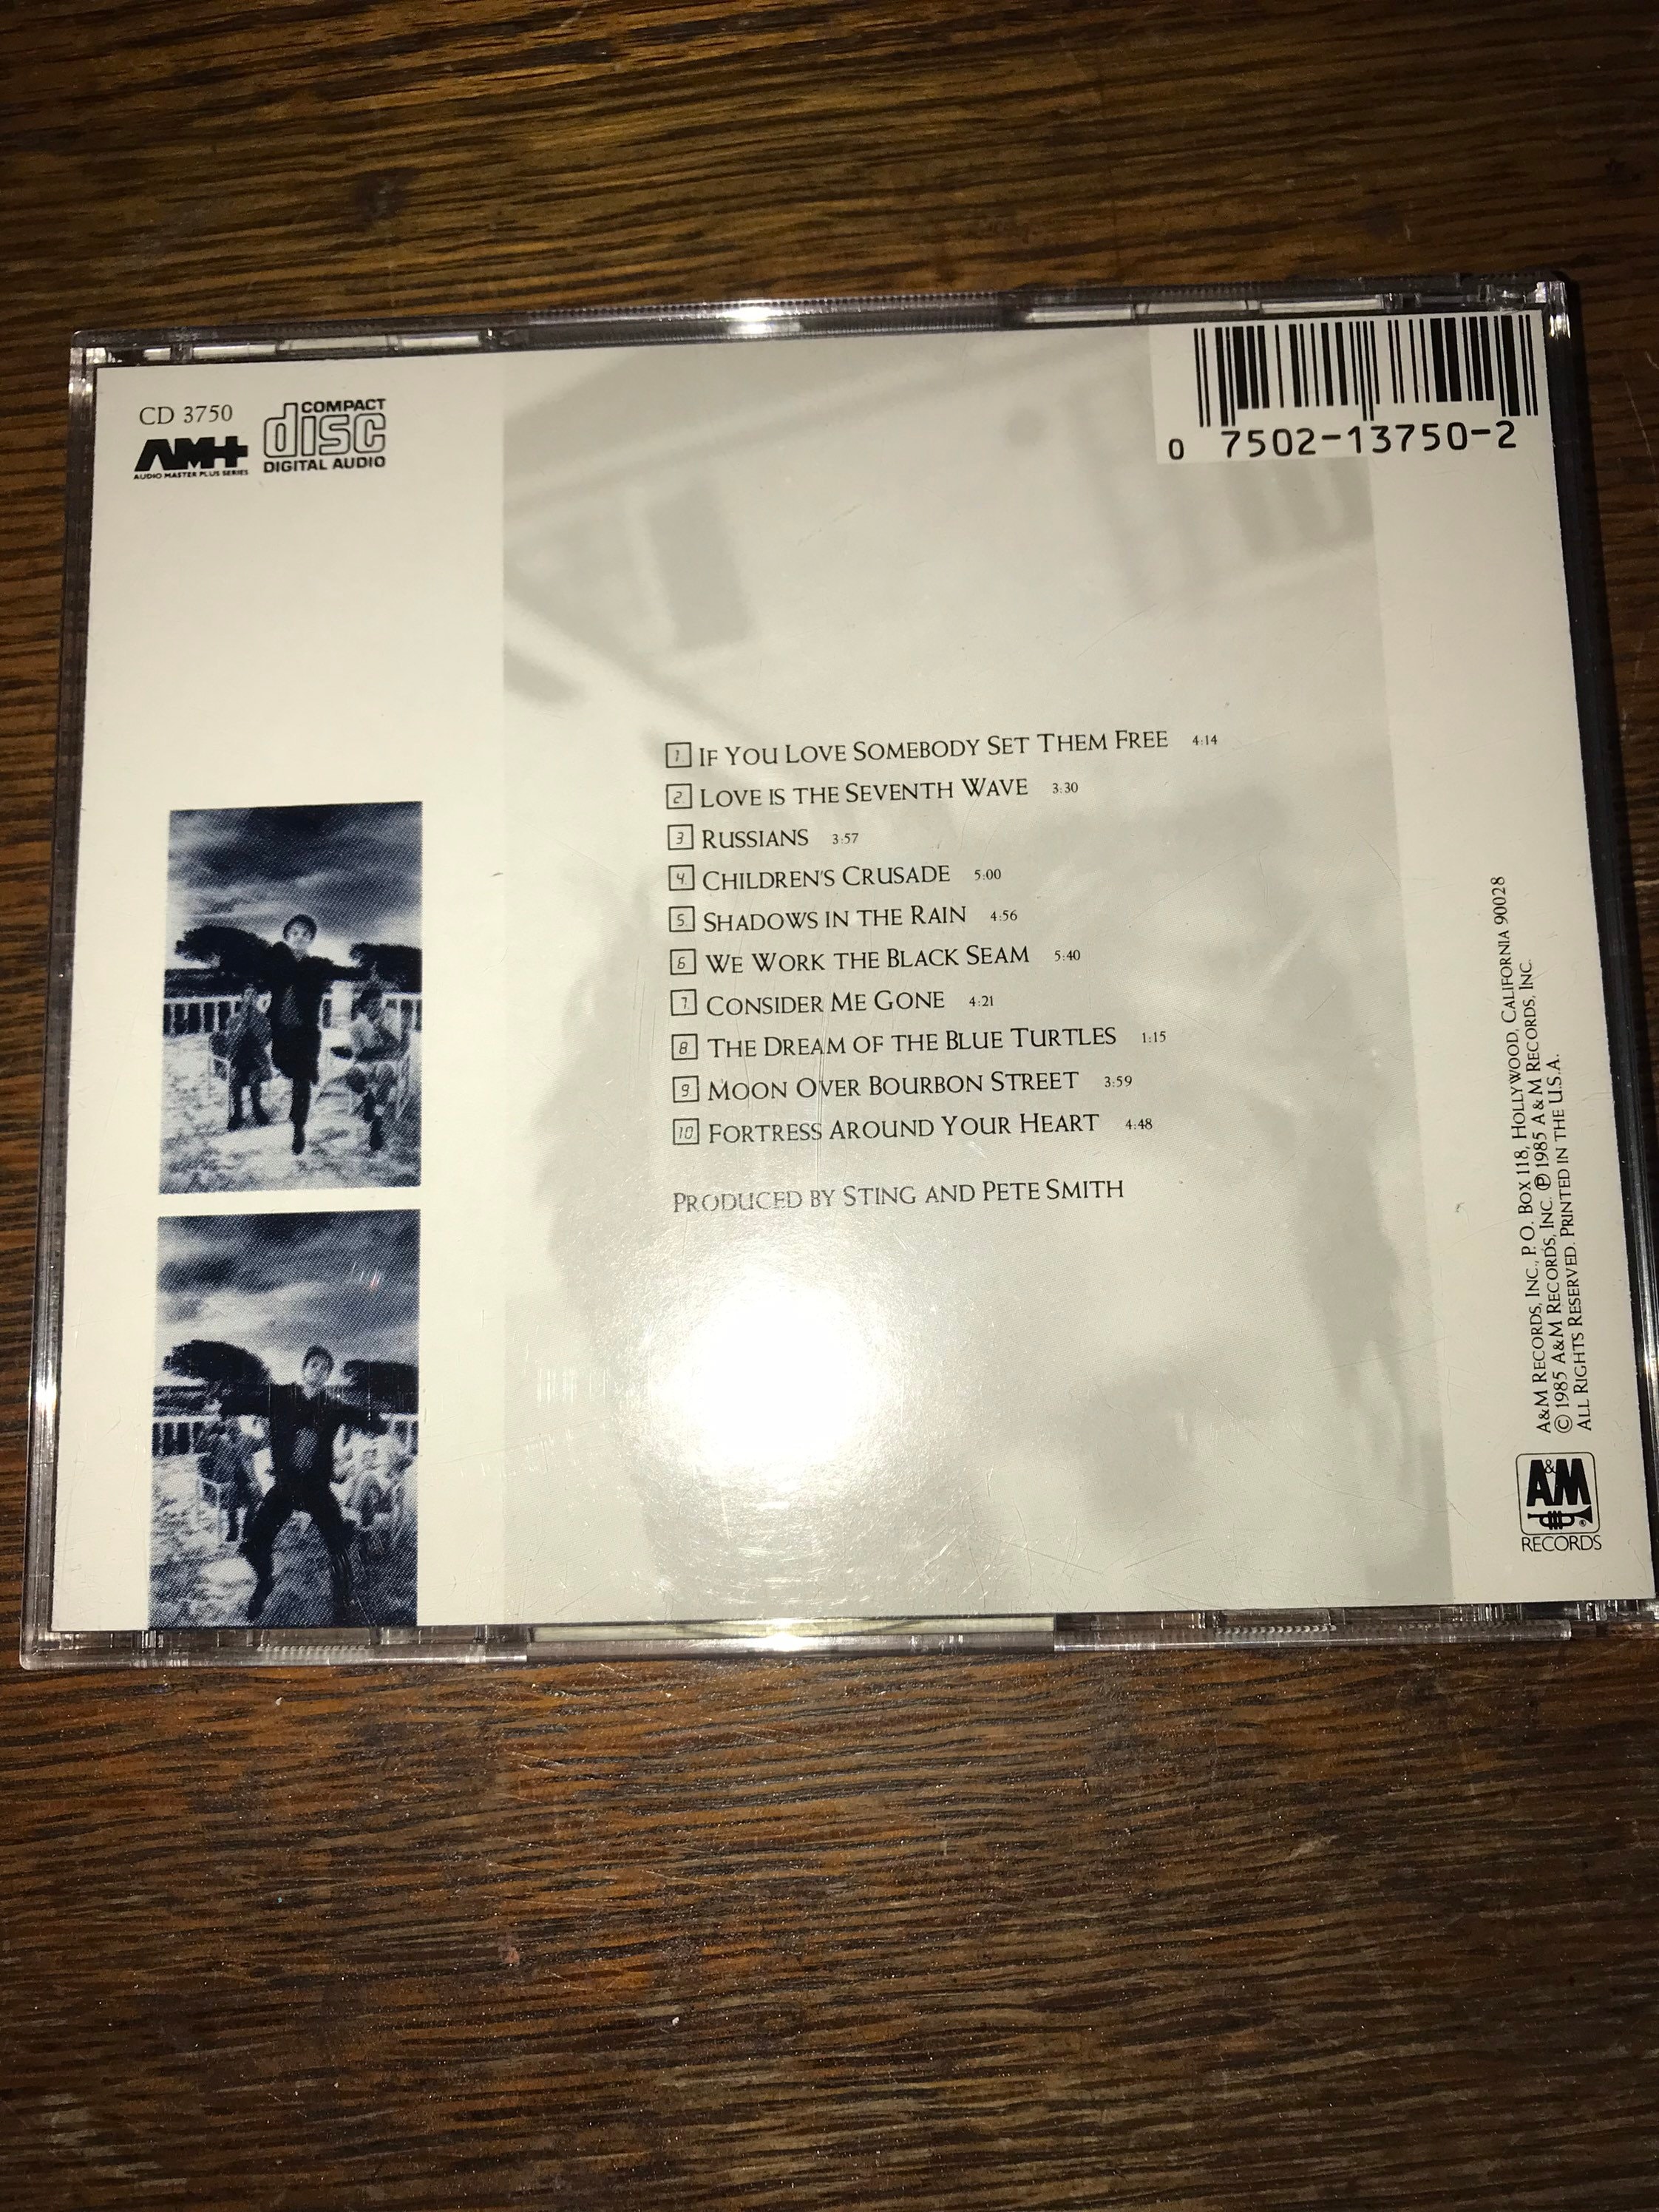 CD 3750
AM+
AUDIO MASTER PLUS SERIES
COMPACT
disc
DIGITAL AUDIO
0 7502-13750-2
1 IF YOU LOVE SOMEBODY SET THEM FREE 4:14
2 LOVE IS THE SEVENTH WAVE 3:30
3 RUSSIANS 3:57
4 CHILDREN'S CRUSADE 5:00
5 SHADOWS IN THE RAIN 4:56
6 WE WORK THE BLACK SEAM 5:40
7 CONSIDER ME GONE 4:21
8 THE DREAM OF THE BLUE TURTLES 1:15
9 MOON OVER BOURBON STREET 3:59
10 FORTRESS AROUND YOUR HEART 4:48
PRODUCED BY STING AND PETE SMITH
A&M RECORDS, INC., P. O. BOX 118, HOLLYWOOD, CALIFORNIA 90028
© 1985 A&M RECORDS, INC. ℗ 1985 A&M RECORDS, INC.
ALL RIGHTS RESERVED. PRINTED IN THE U.S.A.
A&M
RECORDS